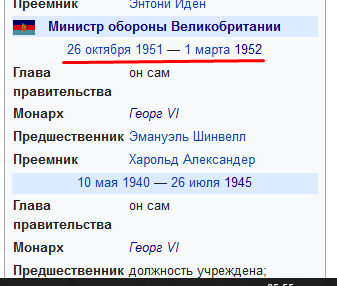 Преемник Энтони Иден
Министр обороны Великобритании
26 октября 1951 — 1 марта 1952
Глава правительства он сам
Монарх Георг VI
Предшественник Эмануэль Шинвелл
Преемник Харольд Александер
10 мая 1940 — 26 июля 1945
Глава правительства он сам
Монарх Георг VI
Предшественник должность учреждена;